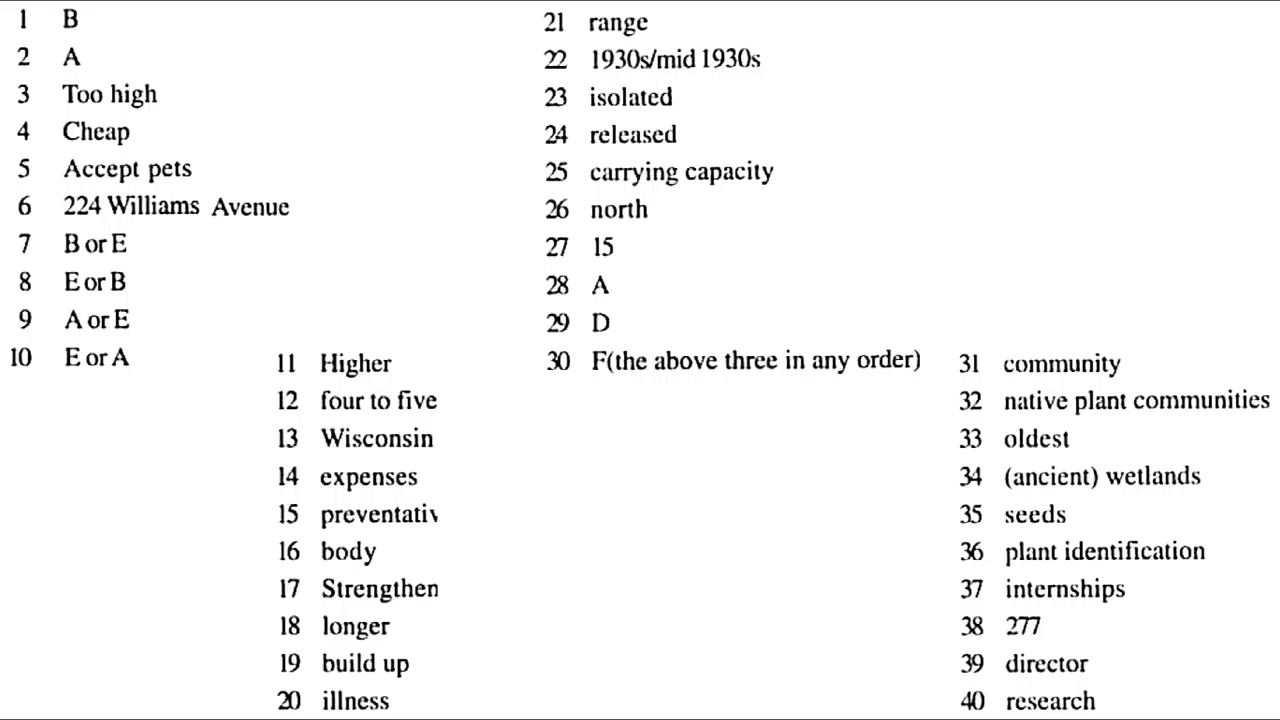 1 B
2 A
3 Too high
4 Cheap
5 Accept pets
6 224 Williams Avenue
7 B or E
8 E or B
9 A or E
10 E or A
11 Higher
12 four to five
13 Wisconsin
14 expenses
15 preventativ
16 body
17 Strengthen
18 longer
19 build up
20 illness
21 range
22 1930s/mid 1930s
23 isolated
24 released
25 carrying capacity
26 north
27 15
28 A
29 D
30 F(the above three in any order)
31 community
32 native plant communities
33 oldest
34 (ancient) wetlands
35 seeds
36 plant identification
37 internships
38 277
39 director
40 research